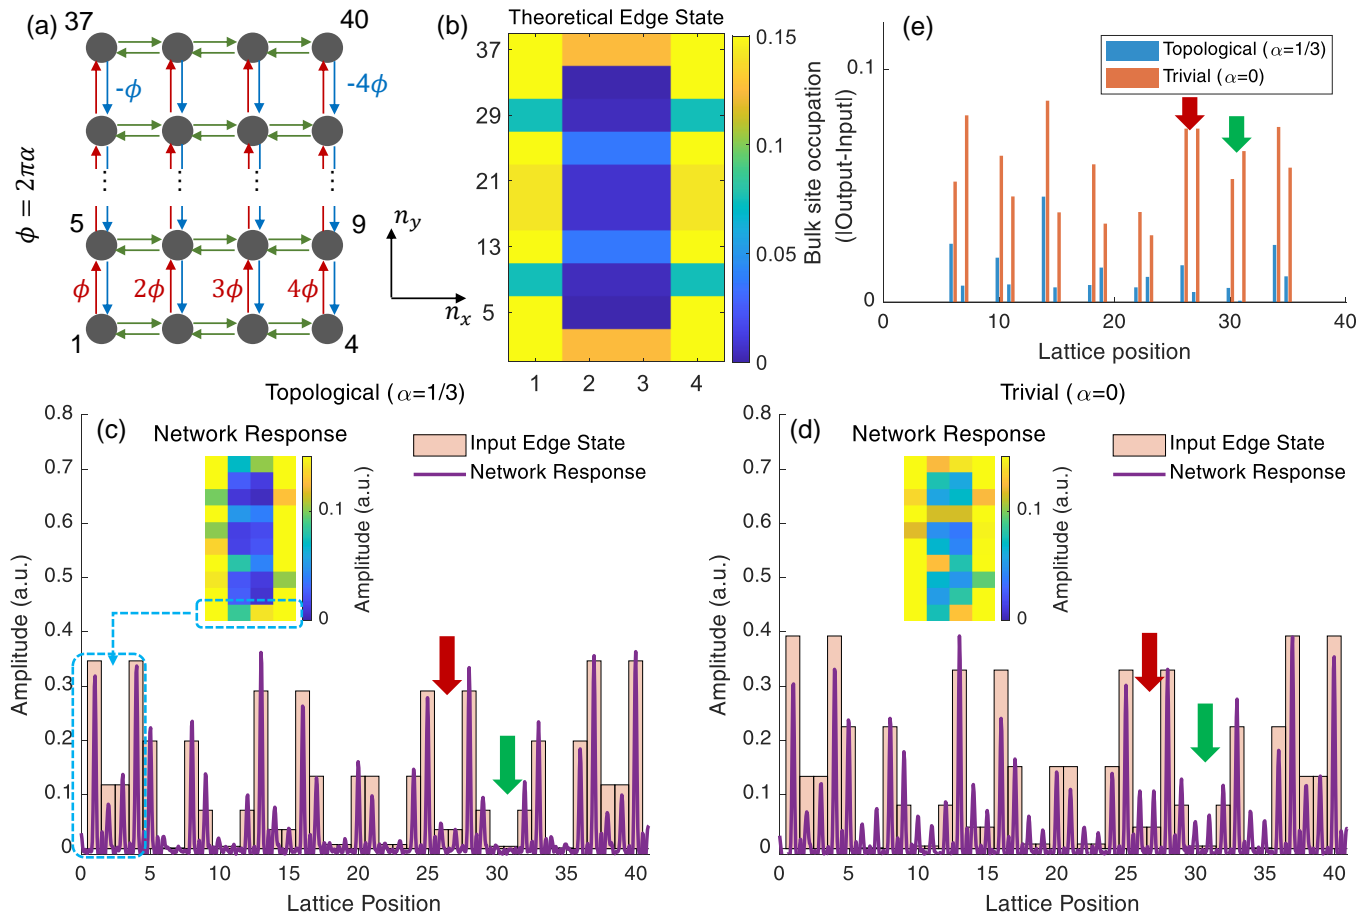 (a)
37
40
-ϕ
-4ϕ
⋮
⋮
⋮
⋮
ϕ = 2πα
5
9
ϕ
2ϕ
3ϕ
4ϕ
1
4
n_y
n_x
(b)
Theoretical Edge State
37
29
21
13
5
1
2
3
4
0.15
0.1
0.05
0
(e)
Topological (α=1/3)
Trivial (α=0)
0.1
0
Bulk site occupation
(|Output-Input|)
0
10
20
30
40
Lattice position
Topological (α=1/3)
(c)
Network Response
Input Edge State
Network Response
0.1
0
Amplitude (a.u.)
0.8
0.7
0.6
0.5
0.4
0.3
0.2
0.1
0
Amplitude (a.u.)
0
5
10
15
20
25
30
35
40
Lattice Position
Trivial (α=0)
(d)
Network Response
Input Edge State
Network Response
0.1
0
Amplitude (a.u.)
0.8
0.7
0.6
0.5
0.4
0.3
0.2
0.1
0
Amplitude (a.u.)
0
5
10
15
20
25
30
35
40
Lattice Position